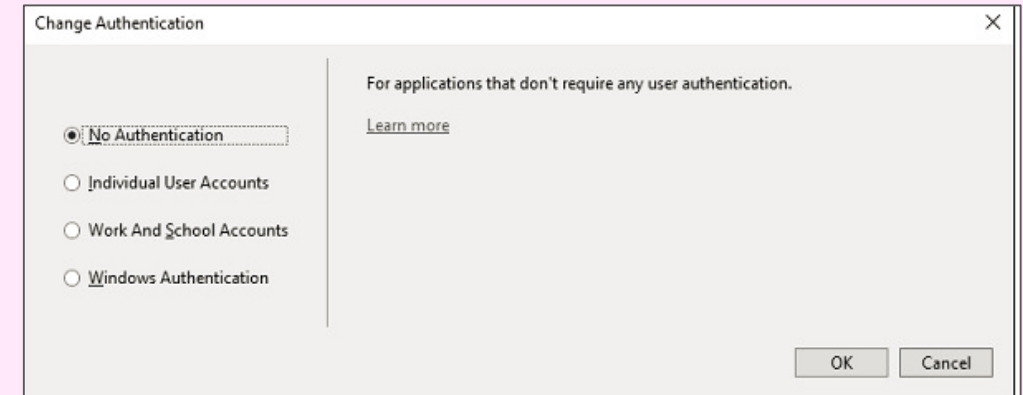 Change Authentication
For applications that don't require any user authentication.
Learn more
No Authentication
Individual User Accounts
Work And School Accounts
Windows Authentication
OK
Cancel